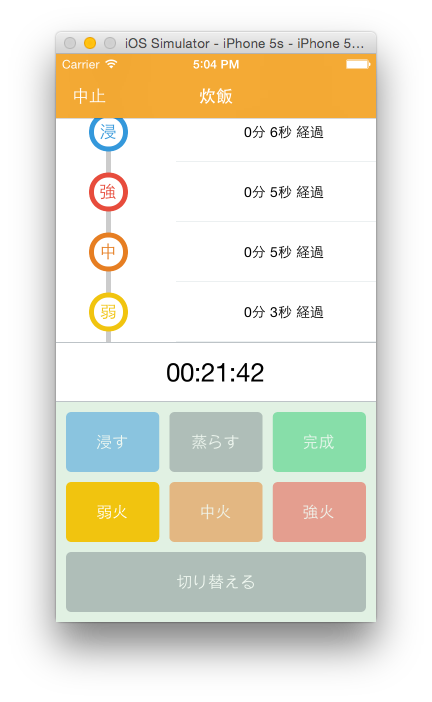 iOS Simulator - iPhone 5s - iPhone 5...
Carrier 5:04 PM
中止 炊飯
浸 0分 6秒 経過
強 0分 5秒 経過
中 0分 5秒 経過
弱 0分 3秒 経過
00:21:42
浸す 蒸らす 完成
弱火 中火 強火
切り替える